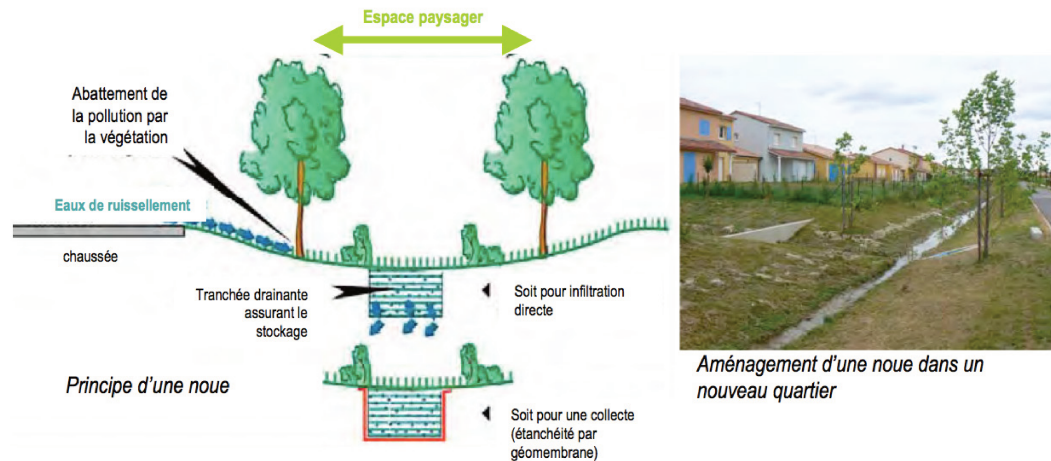 Espace paysager
Abattement de
la pollution par
la végétation
Eaux de ruissellement
chaussée
Tranchée drainante
assurant le
stockage
Soit pour infiltration
directe
Principe d’une noue
Soit pour une collecte
(étanchéité par
géomembrane)
Aménagement d’une noue dans un
nouveau quartier